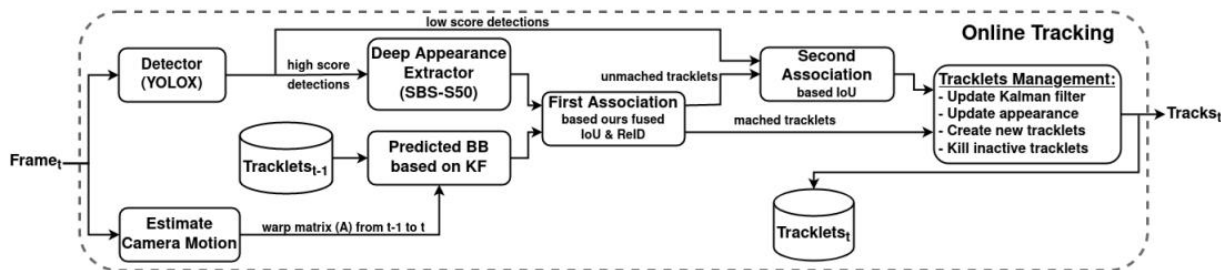 low score detections
Online Tracking
Detector
(YOLOX)
high score
detections
Deep Appearance
Extractor
(SBS-S50)
unmached tracklets
Second
Association
based IoU
Tracklets Management:
- Update Kalman filter
- Update appearance
- Create new tracklets
- Kill inactive tracklets
First Association
based ours fused
IoU & ReID
mached tracklets
Tracks_t
Frame_t
Tracklets_t-1
Predicted BB
based on KF
Estimate
Camera Motion
warp matrix (A) from t-1 to t
Tracklets_t